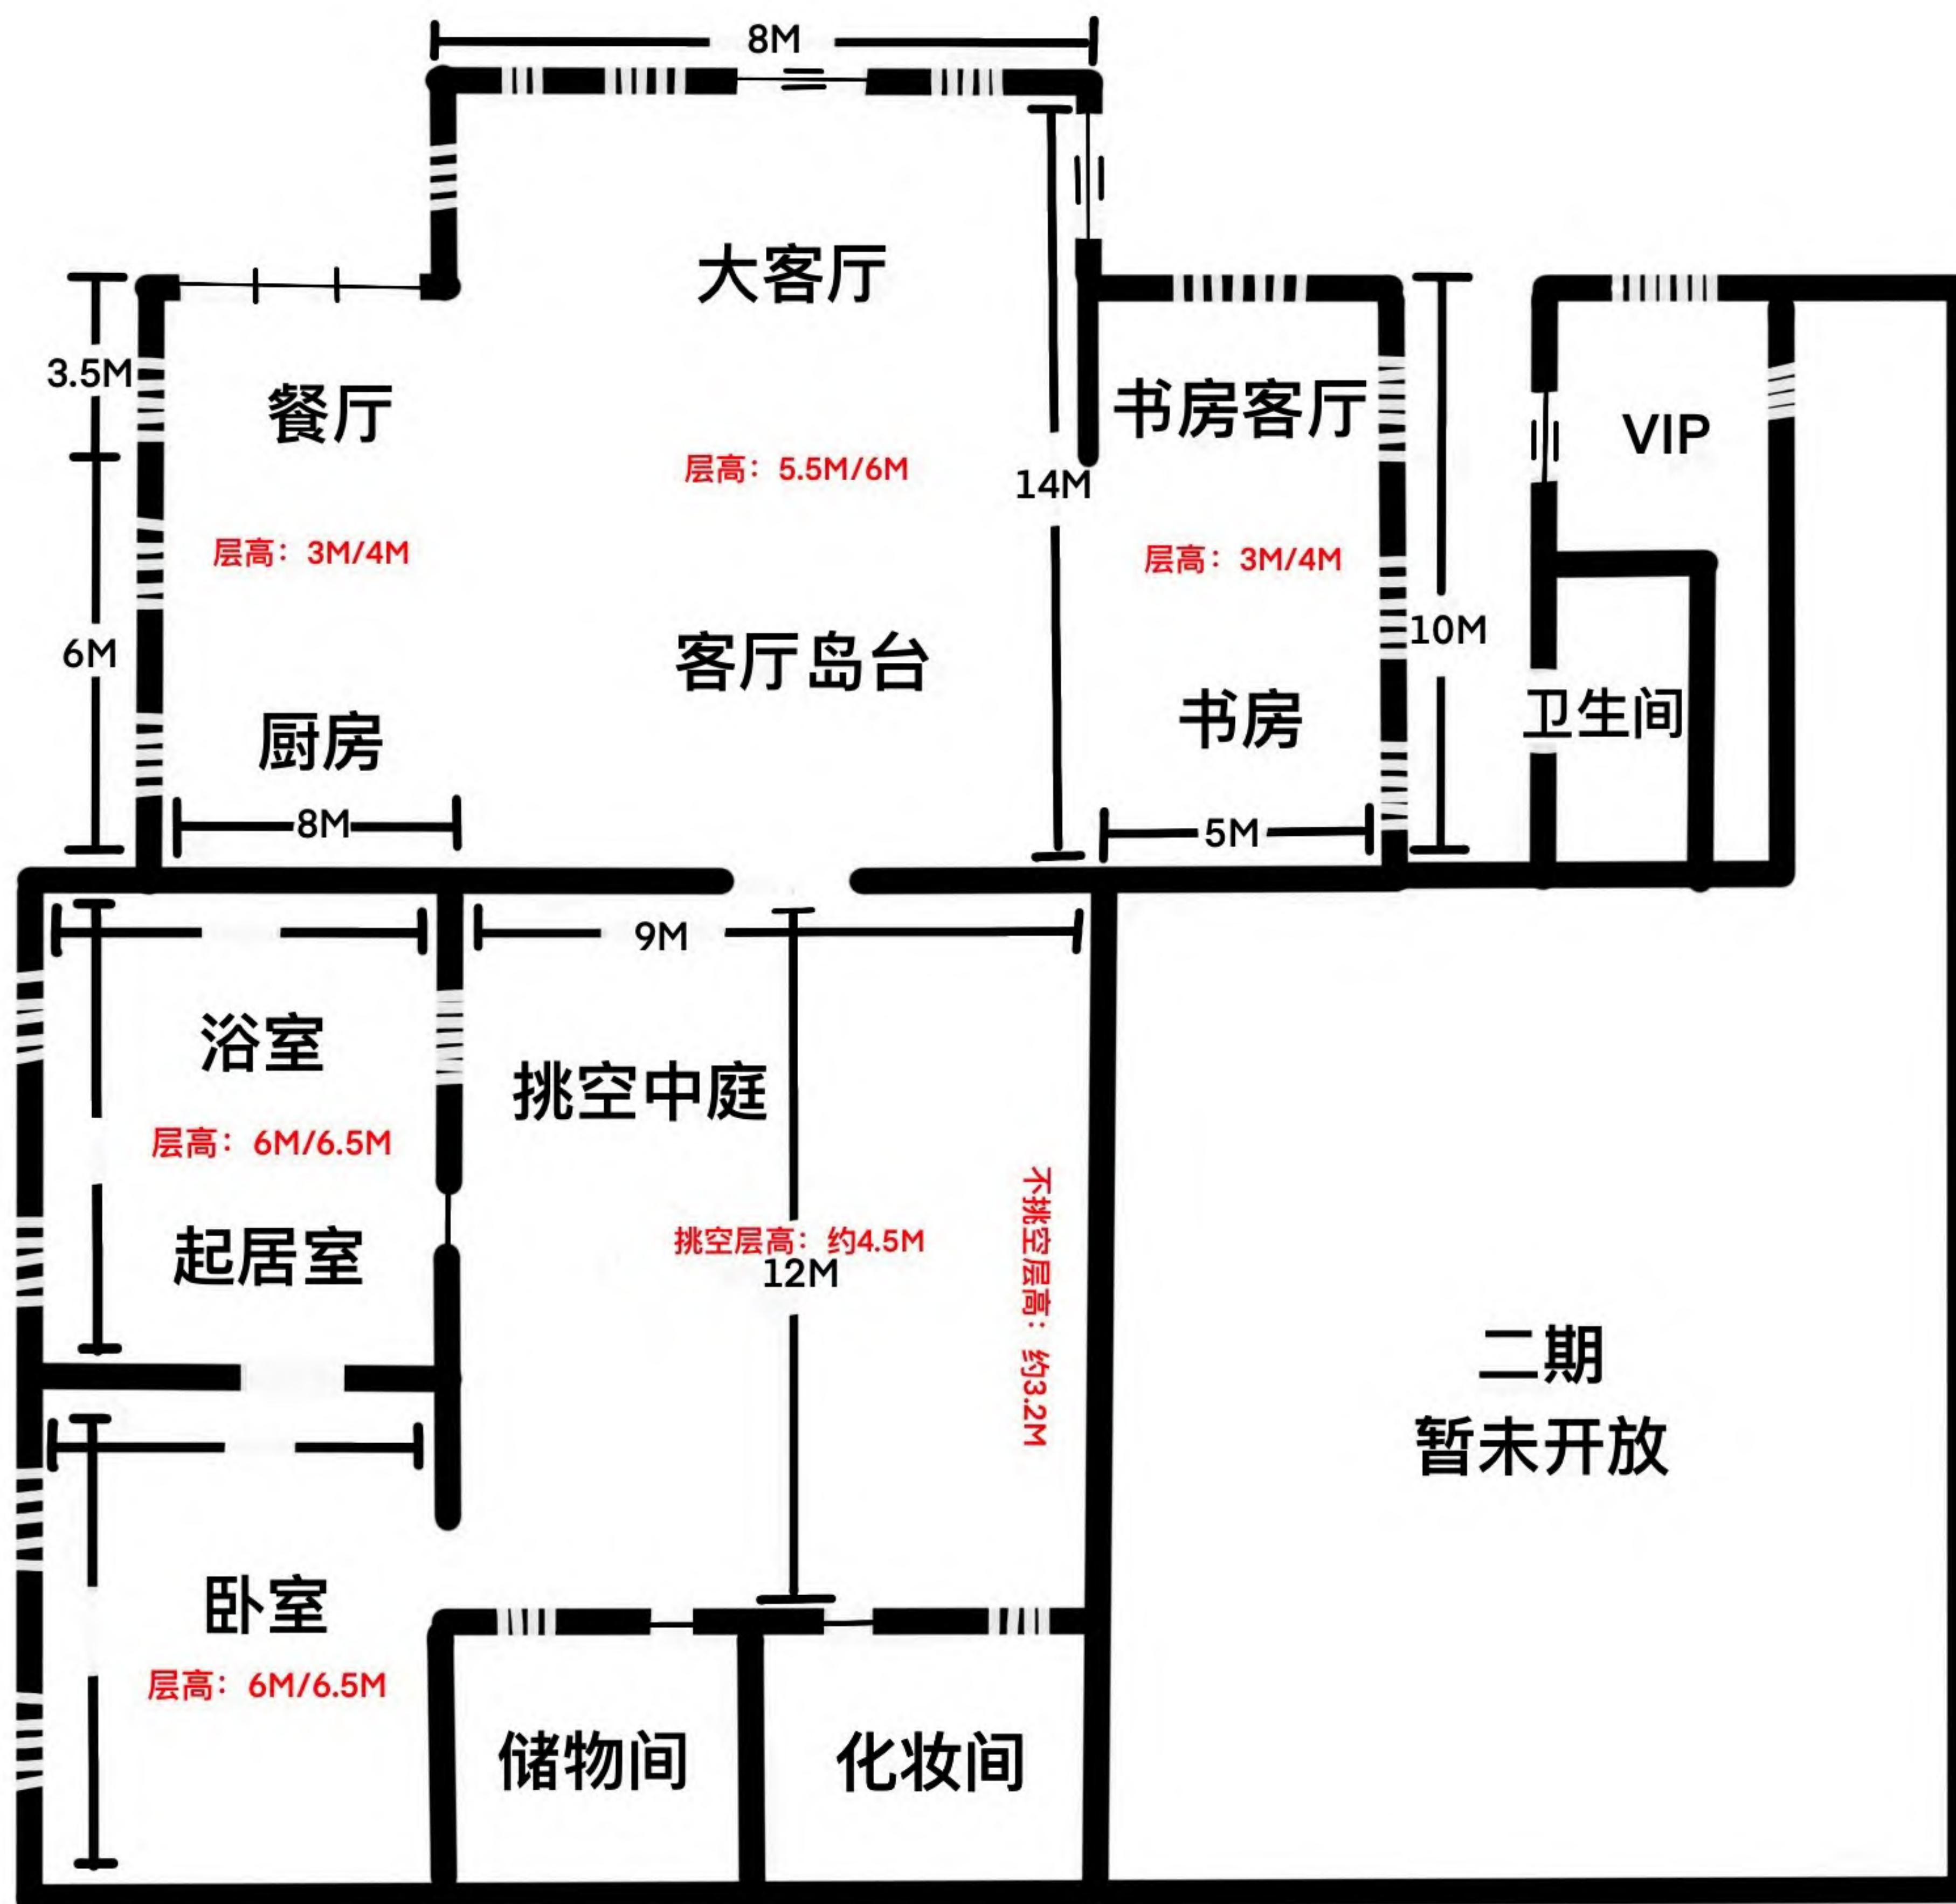 8M
大客厅
3.5M
餐厅
书房客厅
VIP
层高：5.5M/6M
14M
层高：3M/4M
层高：3M/4M
10M
6M
客厅岛台
书房
卫生间
厨房
8M
5M
9M
浴室
挑空中庭
层高：6M/6.5M
起居室
挑空层高：约4.5M
12M
不挑空层高：约3.2M
二期
暂未开放
卧室
层高：6M/6.5M
储物间
化妆间